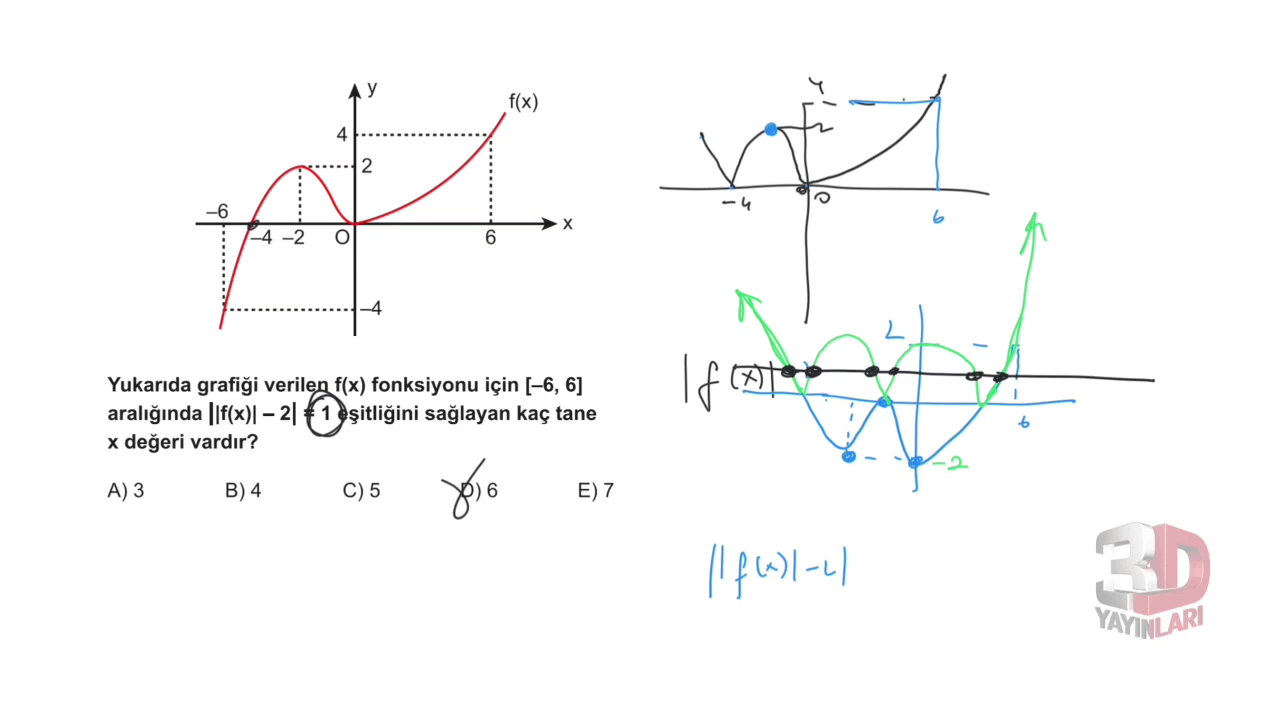 y
f(x)
4
2
–6
–4 –2 O 6 x
–4
Yukarıda grafiği verilen f(x) fonksiyonu için [–6, 6]
aralığında ||f(x)| – 2| = 1 eşitliğini sağlayan kaç tane
x değeri vardır?
A) 3 B) 4 C) 5 D) 6 E) 7
4
2
-4 0 6
2
|f(x)|
6
-2
||f(x)|-2|
3D
YAYINLARI